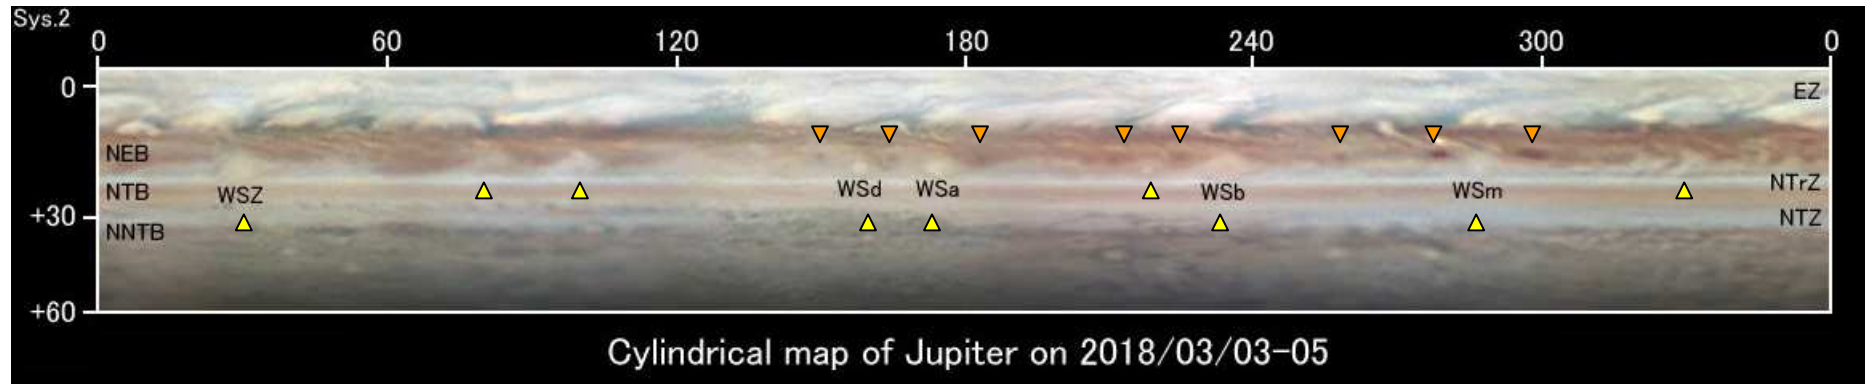 Sys.2
0 60 120 180 240 300 0
0 EZ
NEB
NTB WSZ WSd WSa WSb WSm NTrZ
+30 NTZ
NNTB
+60
Cylindrical map of Jupiter on 2018/03/03-05